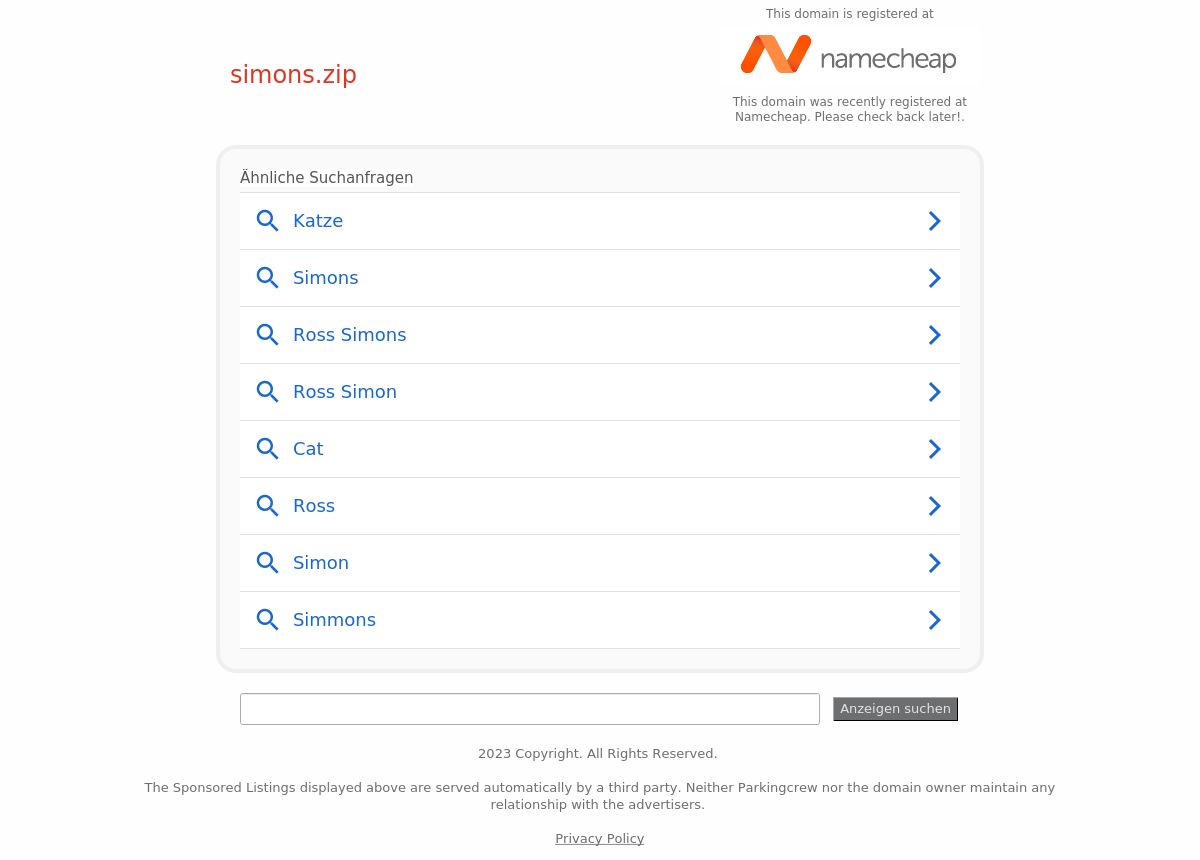 This domain is registered at
namecheap
simons.zip
This domain was recently registered at
Namecheap. Please check back later!.
Ähnliche Suchanfragen
Katze
Simons
Ross Simons
Ross Simon
Cat
Ross
Simon
Simmons
Anzeigen suchen
2023 Copyright. All Rights Reserved.
The Sponsored Listings displayed above are served automatically by a third party. Neither Parkingcrew nor the domain owner maintain any
relationship with the advertisers.
Privacy Policy